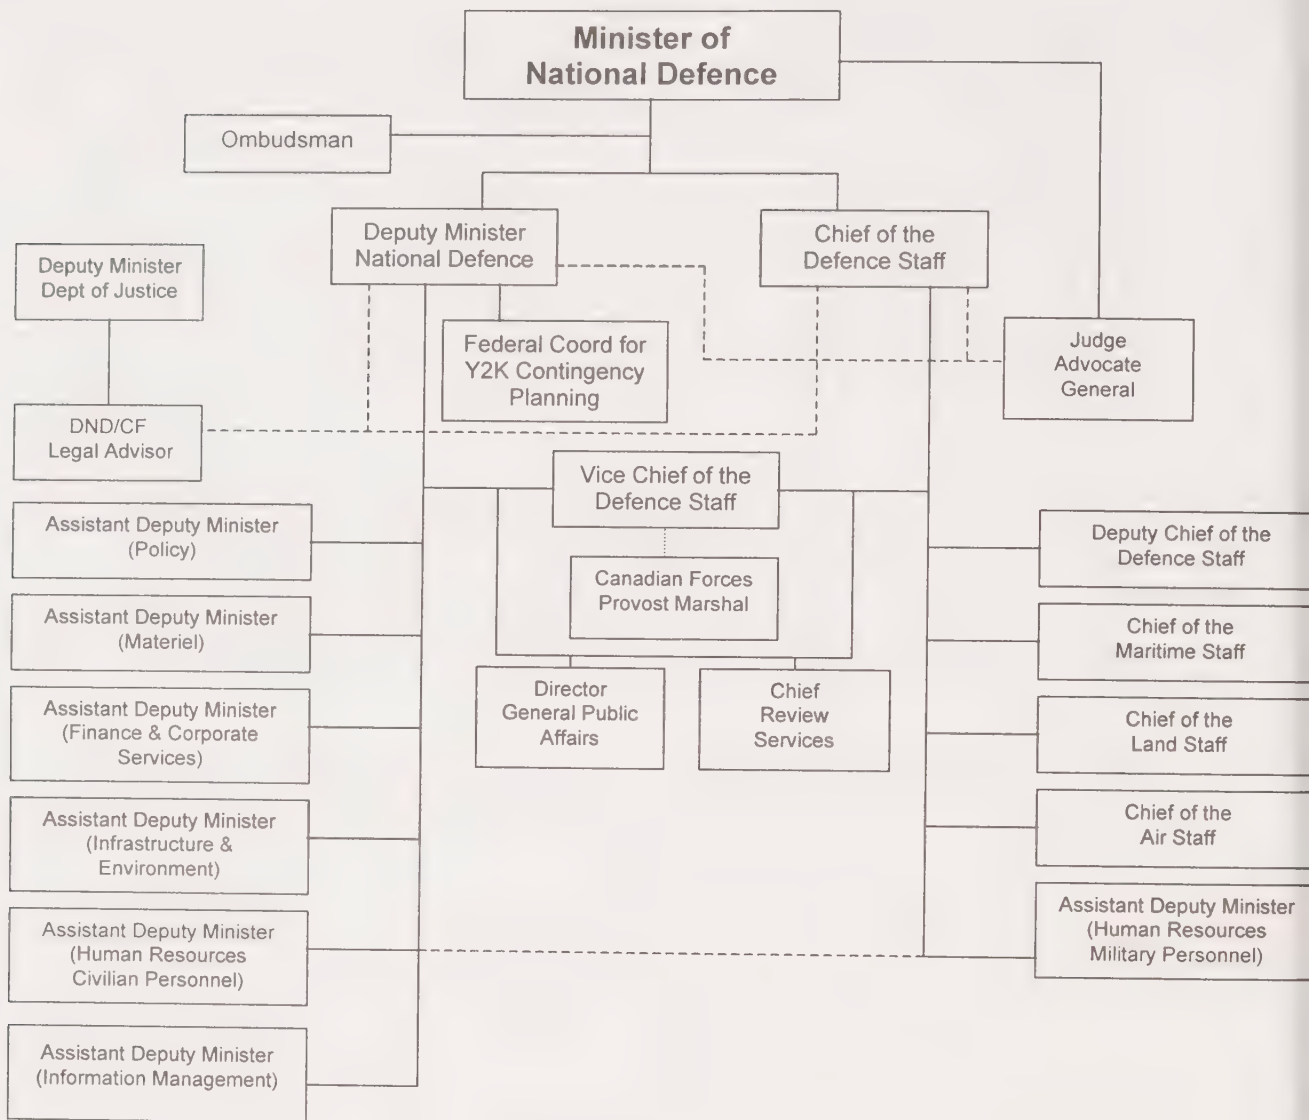 Minister of
National Defence
Ombudsman
Deputy Minister
National Defence
Chief of the
Defence Staff
Deputy Minister
Dept of Justice
Federal Coord for
Y2K Contingency
Planning
Judge
Advocate
General
DND/CF
Legal Advisor
Vice Chief of the
Defence Staff
Canadian Forces
Provost Marshal
Director
General Public
Affairs
Chief
Review
Services
Assistant Deputy Minister
(Policy)
Assistant Deputy Minister
(Materiel)
Assistant Deputy Minister
(Finance & Corporate
Services)
Assistant Deputy Minister
(Infrastructure &
Environment)
Assistant Deputy Minister
(Human Resources
Civilian Personnel)
Assistant Deputy Minister
(Information Management)
Deputy Chief of the
Defence Staff
Chief of the
Maritime Staff
Chief of the
Land Staff
Chief of the
Air Staff
Assistant Deputy Minister
(Human Resources
Military Personnel)